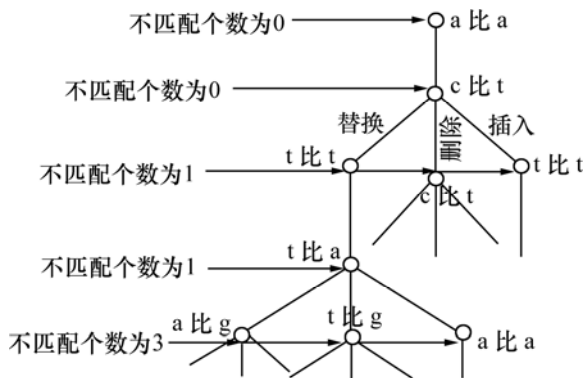 不匹配个数为0 a 比 a
不匹配个数为0 c 比 t
替换 删除 插入
不匹配个数为1 t 比 t c 比 t t 比 t
不匹配个数为1 t 比 a
不匹配个数为3 a 比 g t 比 g a 比 a